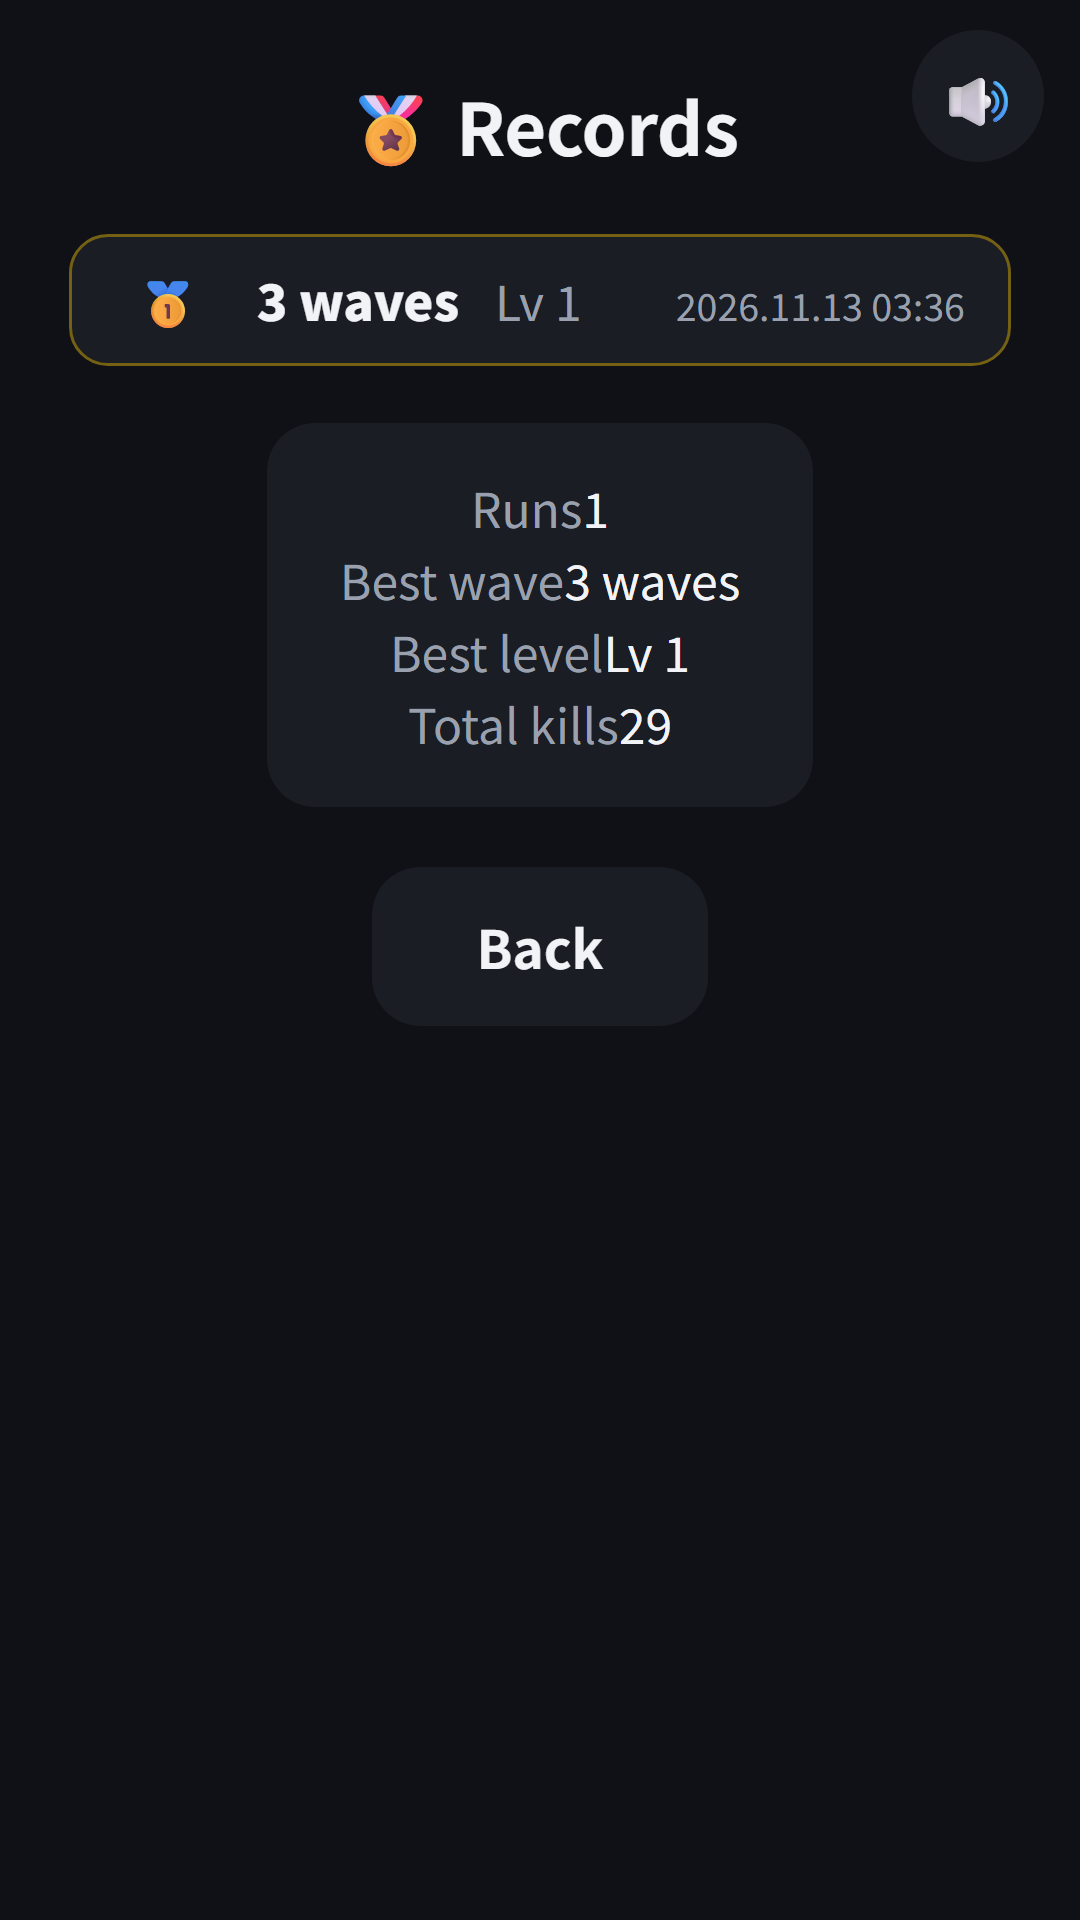 Records
3 waves Lv 1 2026.11.13 03:36
Runs1
Best wave3 waves
Best levelLv 1
Total kills29
Back